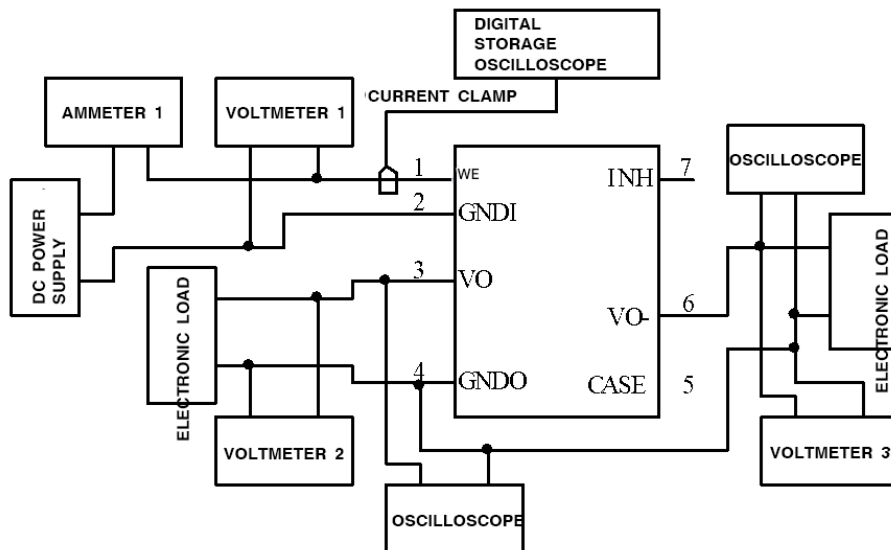 DIGITAL
STORAGE
OSCILLOSCOPE
AMMETER 1
VOLTMETER 1
CURRENT CLAMP
OSCILLOSCOPE
1
WE
INH
7
2
GNDI
DC POWER
SUPPLY
ELECTRONIC LOAD
3
VO
6
VO-
ELECTRONIC LOAD
4
GNDO
CASE
5
VOLTMETER 2
VOLTMETER 3
OSCILLOSCOPE